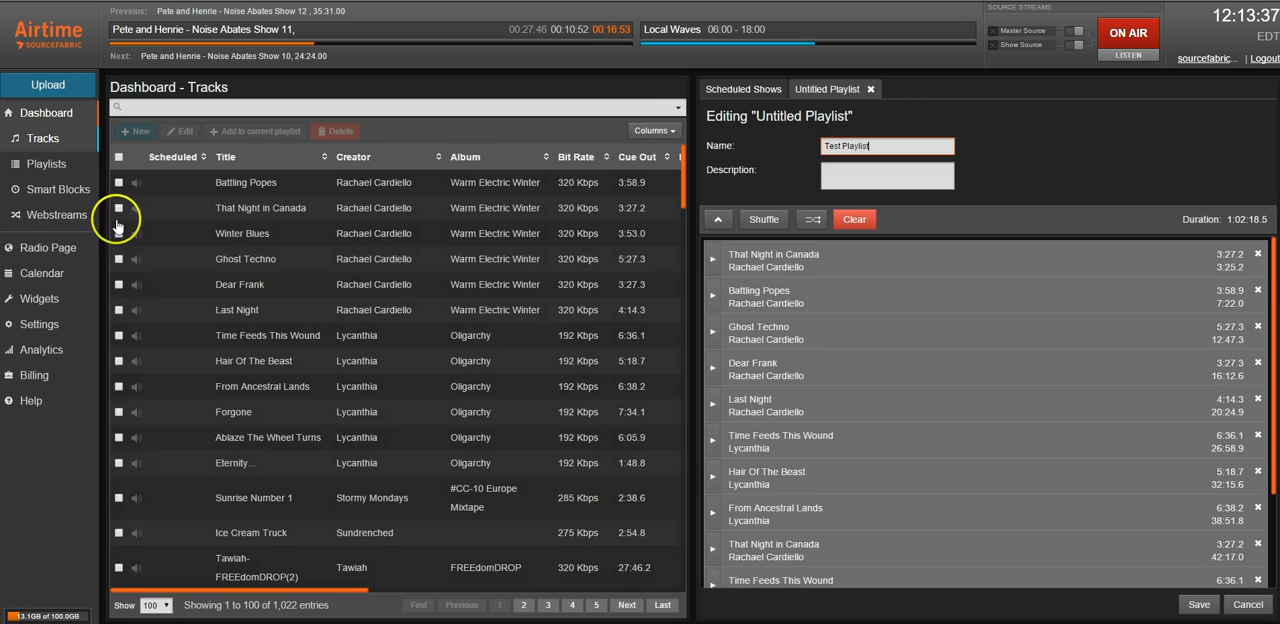 Airtime
SOURCEFABRIC
Previous: Pete and Henrie - Noise Abates Show 12 , 35:31.00
Pete and Henrie - Noise Abates Show 11, 00:27:46 00:10:52 00:16:53
Next: Pete and Henrie - Noise Abates Show 10, 24:24.00
Local Waves 06:00 - 18:00
SOURCE STREAMS
Master Source
Show Source
ON AIR
LISTEN
12:13:37
EDT
sourcefabric... | Logout
Upload
Dashboard
Tracks
Playlists
Smart Blocks
Webstreams
Radio Page
Calendar
Widgets
Settings
Analytics
Billing
Help
13.1GB of 100.0GB
Dashboard - Tracks
New Edit Add to current playlist Delete Columns
Scheduled Title Creator Album Bit Rate Cue Out
Battling Popes Rachael Cardiello Warm Electric Winter 320 Kbps 3:58.9
That Night in Canada Rachael Cardiello Warm Electric Winter 320 Kbps 3:27.2
Winter Blues Rachael Cardiello Warm Electric Winter 320 Kbps 3:53.0
Ghost Techno Rachael Cardiello Warm Electric Winter 320 Kbps 5:27.3
Dear Frank Rachael Cardiello Warm Electric Winter 320 Kbps 3:27.3
Last Night Rachael Cardiello Warm Electric Winter 320 Kbps 4:14.3
Time Feeds This Wound Lycanthia Oligarchy 192 Kbps 6:36.1
Hair Of The Beast Lycanthia Oligarchy 192 Kbps 5:18.7
From Ancestral Lands Lycanthia Oligarchy 192 Kbps 6:38.2
Forgone Lycanthia Oligarchy 192 Kbps 7:34.1
Ablaze The Wheel Turns Lycanthia Oligarchy 192 Kbps 6:05.9
Eternity... Lycanthia Oligarchy 192 Kbps 1:48.8
Sunrise Number 1 Stormy Mondays #CC-10 Europe Mixtape 285 Kbps 2:38.6
Ice Cream Truck Sundrenched 275 Kbps 2:54.8
Tawiah-FREEdomDROP(2) Tawiah FREEdomDROP 320 Kbps 27:46.2
Show 100 Showing 1 to 100 of 1,022 entries First Previous 1 2 3 4 5 Next Last
Scheduled Shows Untitled Playlist
Editing "Untitled Playlist"
Name: Test Playlist
Description:
Shuffle Clear Duration: 1:02:18.5
That Night in Canada 3:27.2
Rachael Cardiello 3:25.2
Battling Popes 3:58.9
Rachael Cardiello 7:22.0
Ghost Techno 5:27.3
Rachael Cardiello 12:47.3
Dear Frank 3:27.3
Rachael Cardiello 16:12.6
Last Night 4:14.3
Rachael Cardiello 20:24.9
Time Feeds This Wound 6:36.1
Lycanthia 26:58.9
Hair Of The Beast 5:18.7
Lycanthia 32:15.6
From Ancestral Lands 6:38.2
Lycanthia 38:51.8
That Night in Canada 3:27.2
Rachael Cardiello 42:17.0
Time Feeds This Wound 6:36.1
Save Cancel